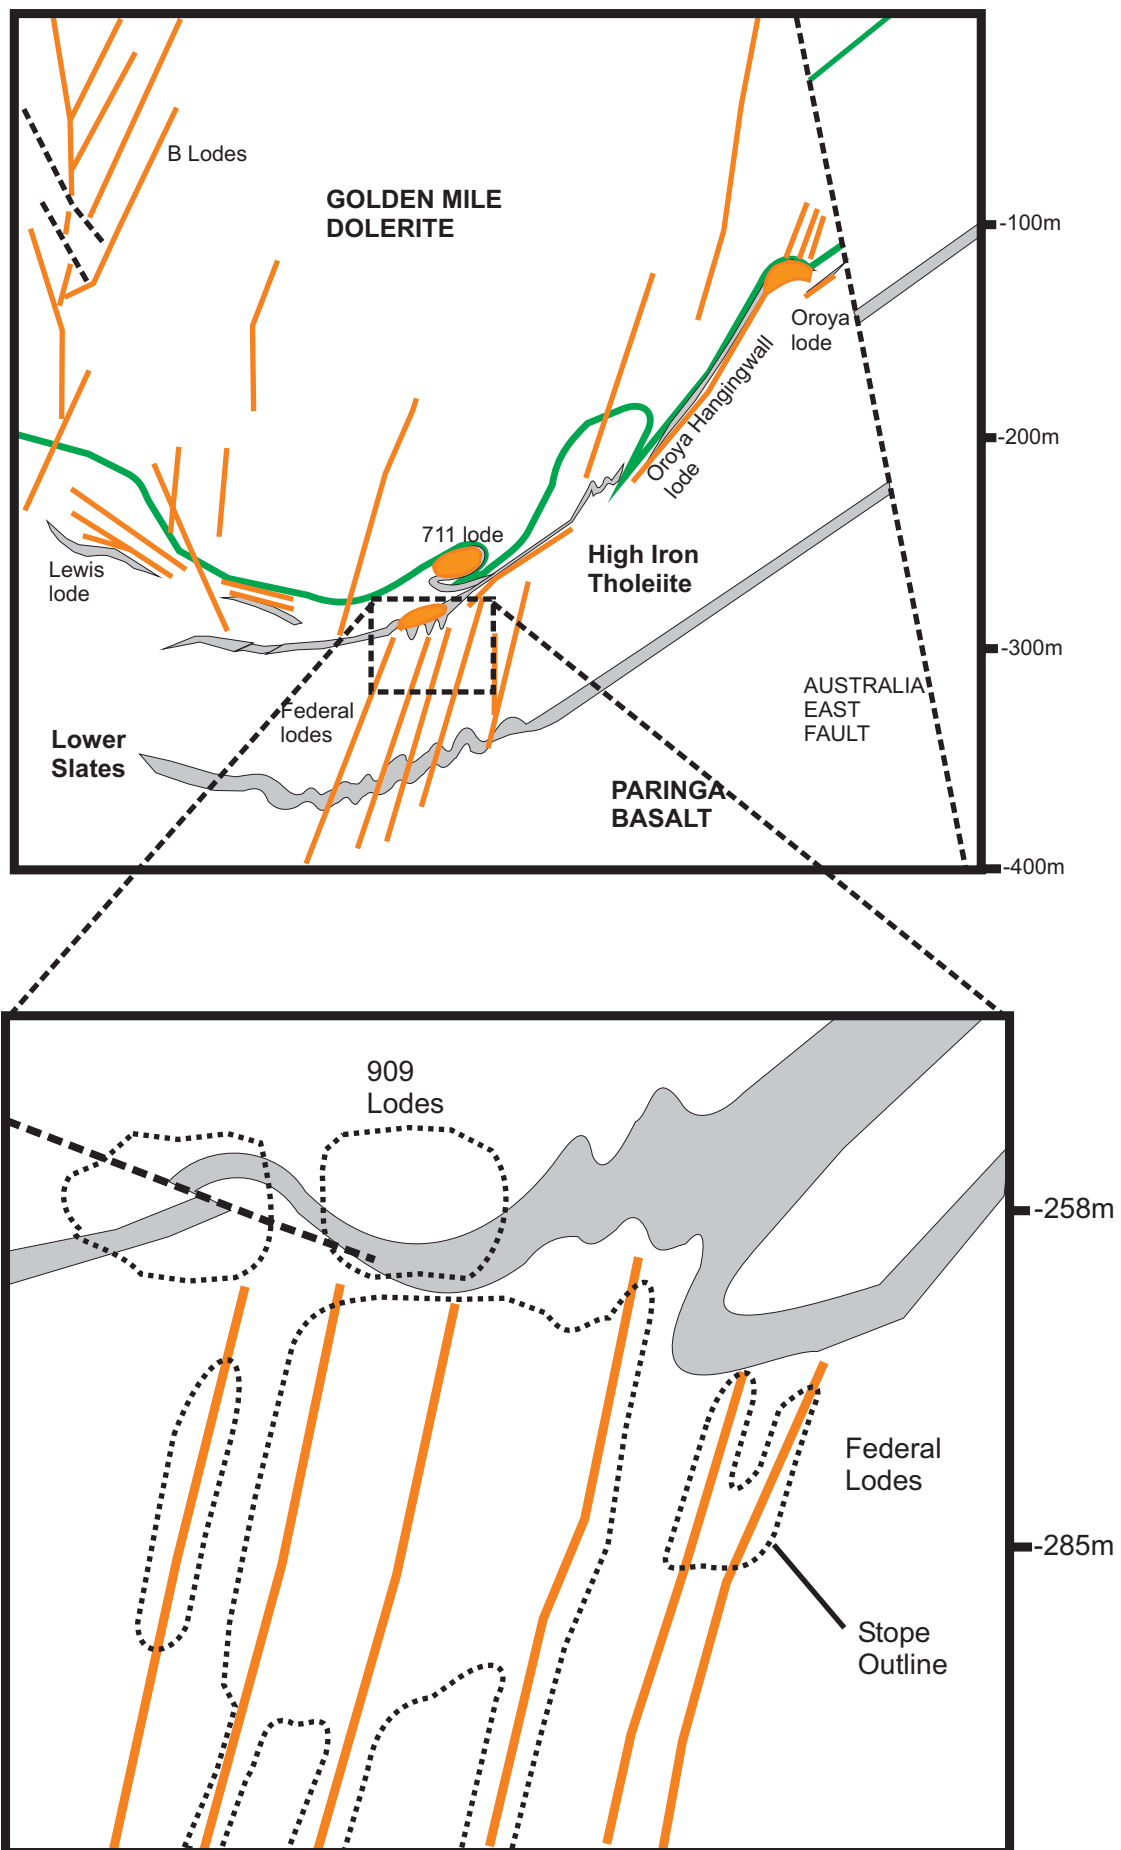 B Lodes
GOLDEN MILE
DOLERITE
-100m
Oroya
lode
Oroya Hangingwall
lode
-200m
711 lode
High Iron
Tholeiite
Lewis
lode
-300m
AUSTRALIA
EAST
FAULT
Federal
lodes
Lower
Slates
PARINGA
BASALT
-400m
909
Lodes
-258m
Federal
Lodes
-285m
Stope
Outline